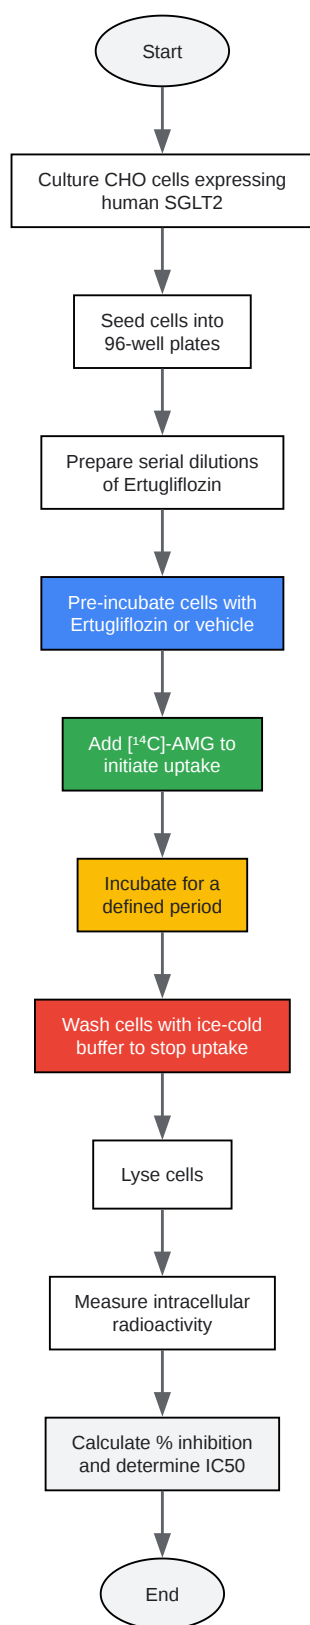 Start
Culture CHO cells expressing
human SGLT2
Seed cells into
96-well plates
Prepare serial dilutions
of Ertugliflozin
Pre-incubate cells with
Ertugliflozin or vehicle
Add [¹⁴C]-AMG to
initiate uptake
Incubate for a
defined period
Wash cells with ice-cold
buffer to stop uptake
Lyse cells
Measure intracellular
radioactivity
Calculate % inhibition
and determine IC50
End